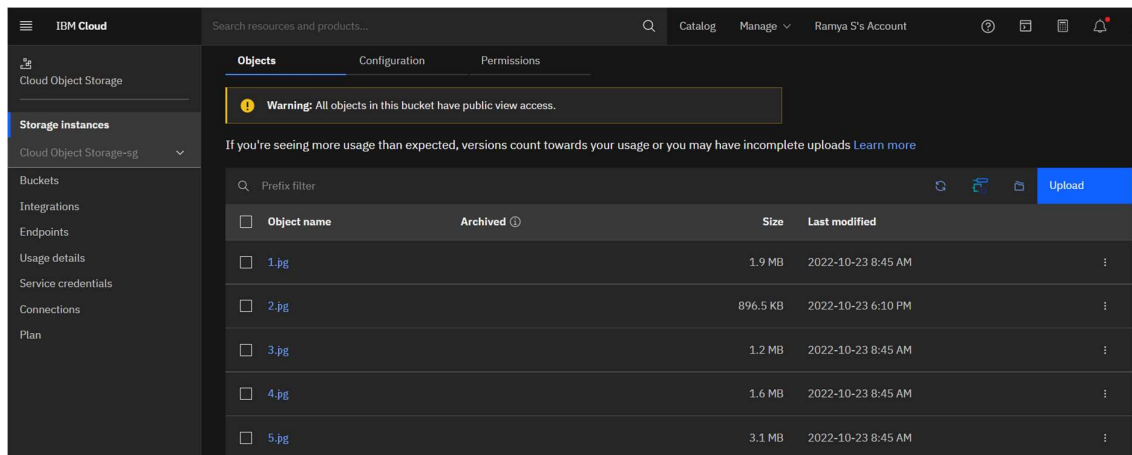 IBM Cloud
Search resources and products...
Catalog
Manage
Ramya S's Account
Cloud Object Storage
Storage instances
Cloud Object Storage-sg
Buckets
Integrations
Endpoints
Usage details
Service credentials
Connections
Plan
Objects Configuration Permissions
Warning: All objects in this bucket have public view access.
If you're seeing more usage than expected, versions count towards your usage or you may have incomplete uploads Learn more
Prefix filter
Upload
Object name Archived Size Last modified
1.jpg 1.9 MB 2022-10-23 8:45 AM
2.jpg 896.5 KB 2022-10-23 6:10 PM
3.jpg 1.2 MB 2022-10-23 8:45 AM
4.jpg 1.6 MB 2022-10-23 8:45 AM
5.jpg 3.1 MB 2022-10-23 8:45 AM